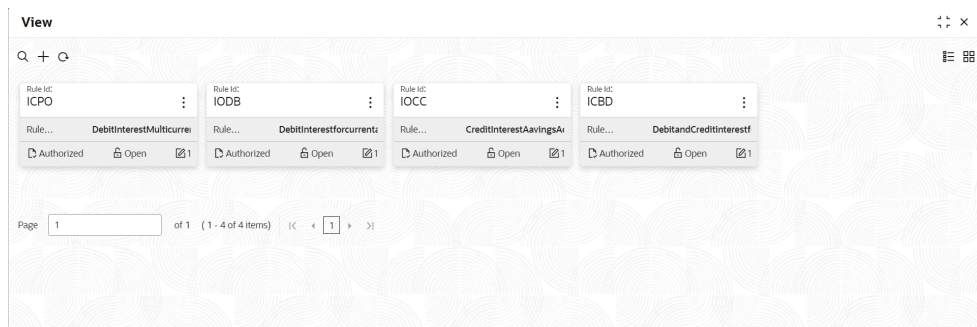 View
Rule Id:
ICPO
Rule... DebitInterestMulticurre
Authorized Open 1
Rule Id:
IODB
Rule... DebitInterestforcurrenta
Authorized Open 1
Rule Id:
IOCC
Rule... CreditInterestAavingsA
Authorized Open 1
Rule Id:
ICBD
Rule... DebitandCreditinterestf
Authorized Open 1
Page 1 of 1 (1 - 4 of 4 items) 1